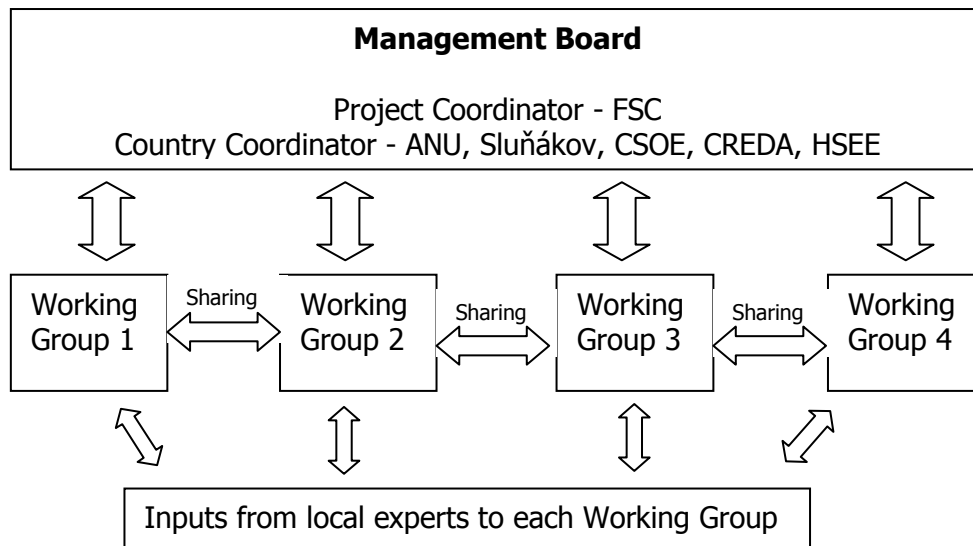 Management Board
Project Coordinator - FSC
Country Coordinator - ANU, Sluňákov, CSOE, CREDA, HSEE
Working
Group 1
Sharing
Working
Group 2
Sharing
Working
Group 3
Sharing
Working
Group 4
Inputs from local experts to each Working Group